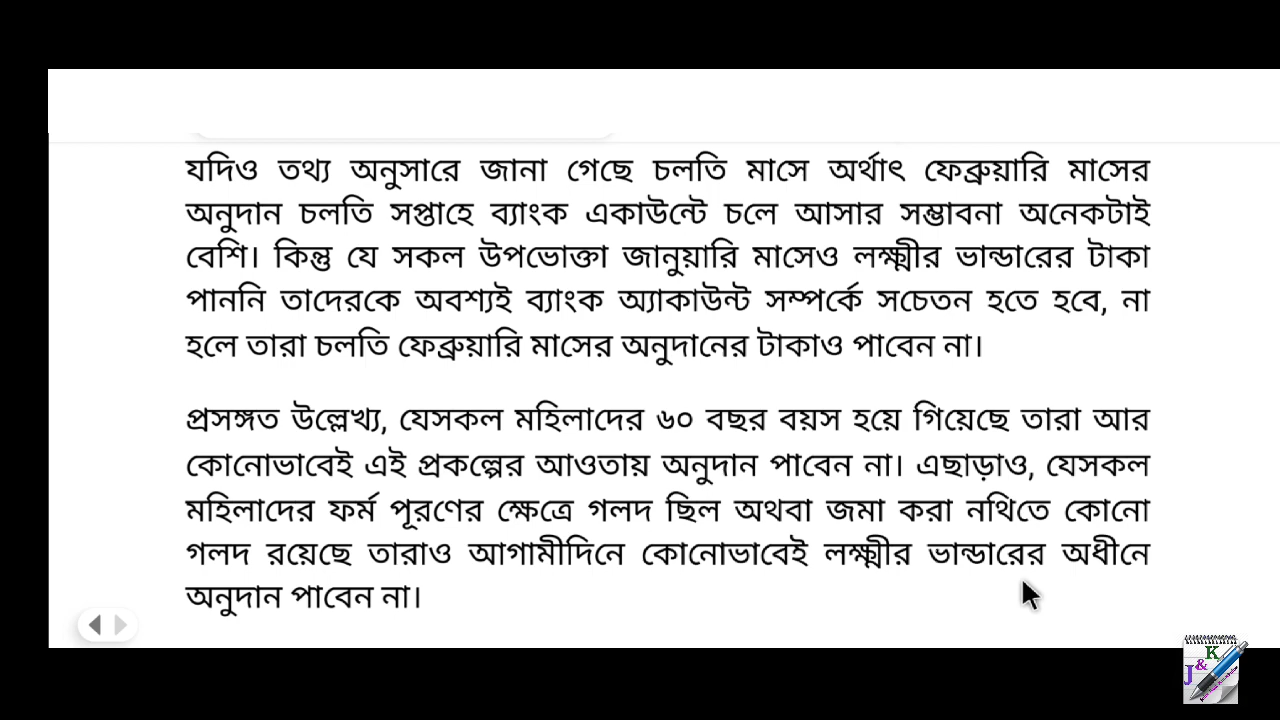 যদিও তথ্য অনুসারে জানা গেছে চলতি মাসে অর্থাৎ ফেব্রুয়ারি মাসের
অনুদান চলতি সপ্তাহে ব্যাংক একাউন্টে চলে আসার সম্ভাবনা অনেকটাই
বেশি। কিন্তু যে সকল উপভোক্তা জানুয়ারি মাসেও লক্ষ্মীর ভান্ডারের টাকা
পাননি তাদেরকে অবশ্যই ব্যাংক অ্যাকাউন্ট সম্পর্কে সচেতন হতে হবে, না
হলে তারা চলতি ফেব্রুয়ারি মাসের অনুদানের টাকাও পাবেন না।
প্রসঙ্গত উল্লেখ্য, যেসকল মহিলাদের ৬০ বছর বয়স হয়ে গিয়েছে তারা আর
কোনোভাবেই এই প্রকল্পের আওতায় অনুদান পাবেন না। এছাড়াও, যেসকল
মহিলাদের ফর্ম পূরণের ক্ষেত্রে গলদ ছিল অথবা জমা করা নথিতে কোনো
গলদ রয়েছে তারাও আগামীদিনে কোনোভাবেই লক্ষ্মীর ভান্ডারের অধীনে
অনুদান পাবেন না।
J & K